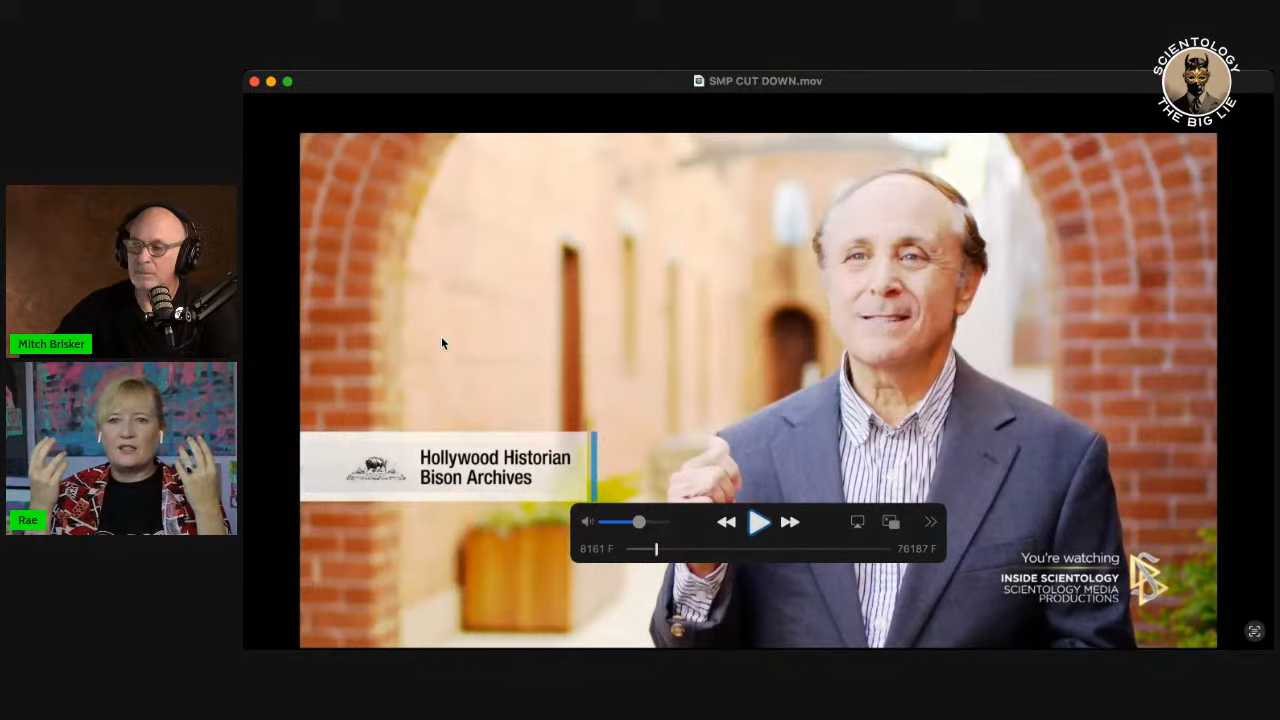 SMP CUT DOWN.mov
SCIENTOLOGY
THE BIG LIE
Mitch Brisker
Rae
Hollywood Historian
Bison Archives
8161 F
76187 F
You're watching
INSIDE SCIENTOLOGY
SCIENTOLOGY MEDIA
PRODUCTIONS